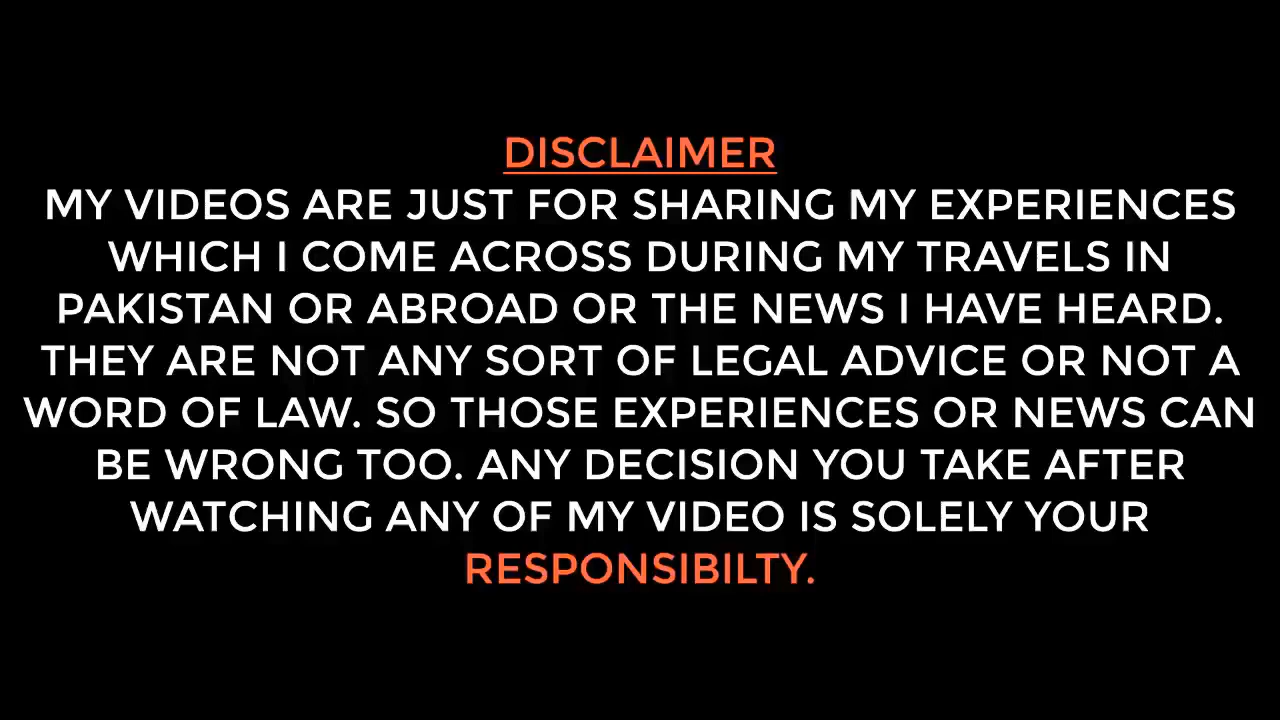 DISCLAIMER
MY VIDEOS ARE JUST FOR SHARING MY EXPERIENCES
WHICH I COME ACROSS DURING MY TRAVELS IN
PAKISTAN OR ABROAD OR THE NEWS I HAVE HEARD.
THEY ARE NOT ANY SORT OF LEGAL ADVICE OR NOT A
WORD OF LAW. SO THOSE EXPERIENCES OR NEWS CAN
BE WRONG TOO. ANY DECISION YOU TAKE AFTER
WATCHING ANY OF MY VIDEO IS SOLELY YOUR
RESPONSIBILTY.